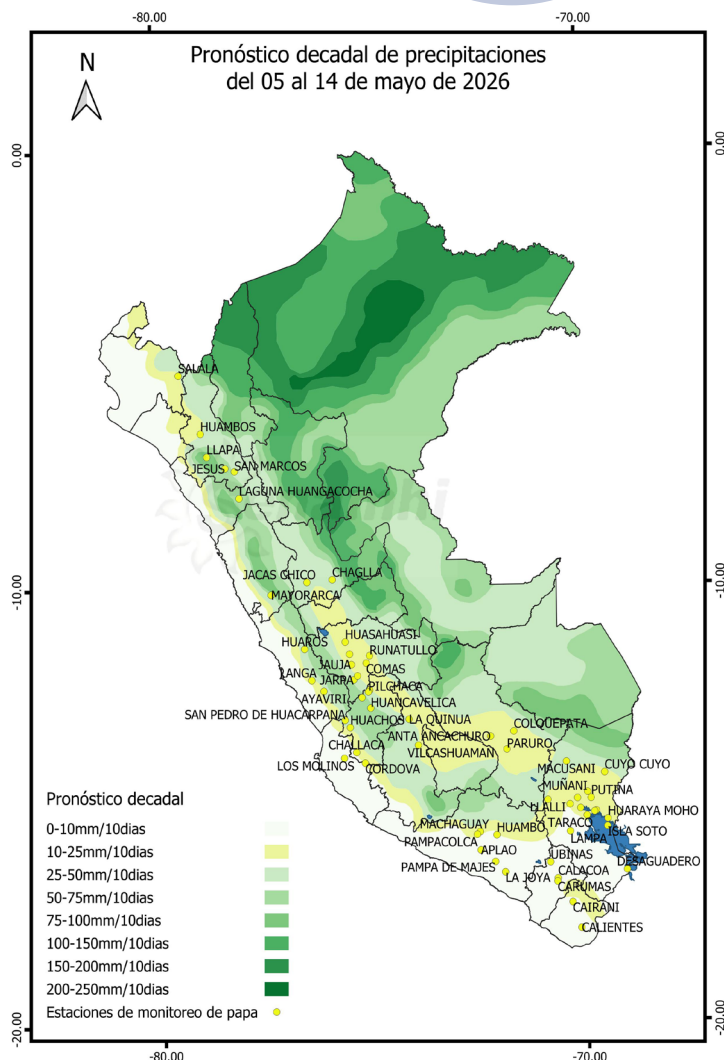 -80.00
-70.00
Pronóstico decadal de precipitaciones
del 05 al 14 de mayo de 2026
N
0.00
0.00
SALALA
HUAMBOS
LLAPA
JESUS
SAN MARCOS
LAGUNA HUANGACOCHA
JACAS CHICO
CHAGLLA
-10.00
-10.00
MAYORARCA
HUASAHUASI
HUAROS
RUNATULLO
JAUJA
COMAS
LANGA
JARPA
PILCHACA
AYAVIRI
HUANCAVELICA
SAN PEDRO DE HUACARPANA
HUACHOS
LA QUINUA
COLQUEPATA
ANTA ANCACHURO
CHALLACA
VILCASHUAMAN
PARURO
LOS MOLINOS
CORDOVA
MACUSANI
CUYO CUYO
MUÑANI
PUTINA
LLALLI
HUARAYA MOHO
MACHAGUAY
HUAMBO
TARACO
ISLA SOTO
PAMPACOLCA
LAMPA
APLAO
UBINAS
DESAGUADERO
PAMPA DE MAJES
LA JOYA
CALACOA
CARUMAS
CAIRANI
CALIENTES
Pronóstico decadal
0-10mm/10dias
10-25mm/10dias
25-50mm/10dias
50-75mm/10dias
75-100mm/10dias
100-150mm/10dias
150-200mm/10dias
200-250mm/10dias
Estaciones de monitoreo de papa
-20.00
-20.00
-80.00
-70.00